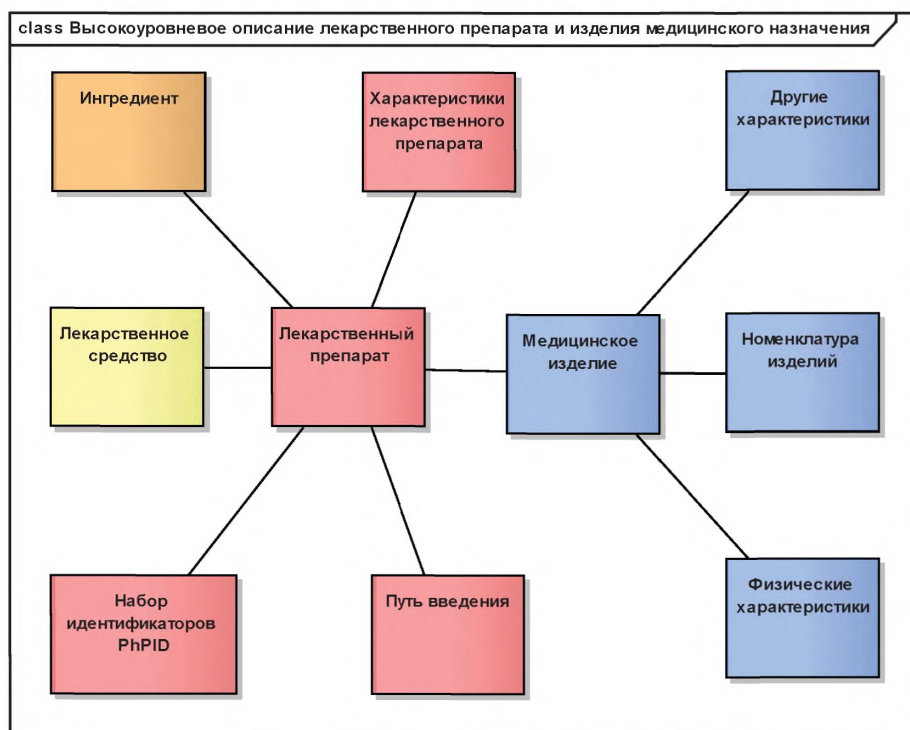 class Высокоуровневое описание лекарственного препарата и изделия медицинского назначения
Ингредиент
Характеристики
лекарственного
препарата
Другие
характеристики
Лекарственное
средство
Лекарственный
препарат
Медицинское
изделие
Номенклатура
изделий
Набор
идентификаторов
PhPID
Путь введения
Физические
характеристики